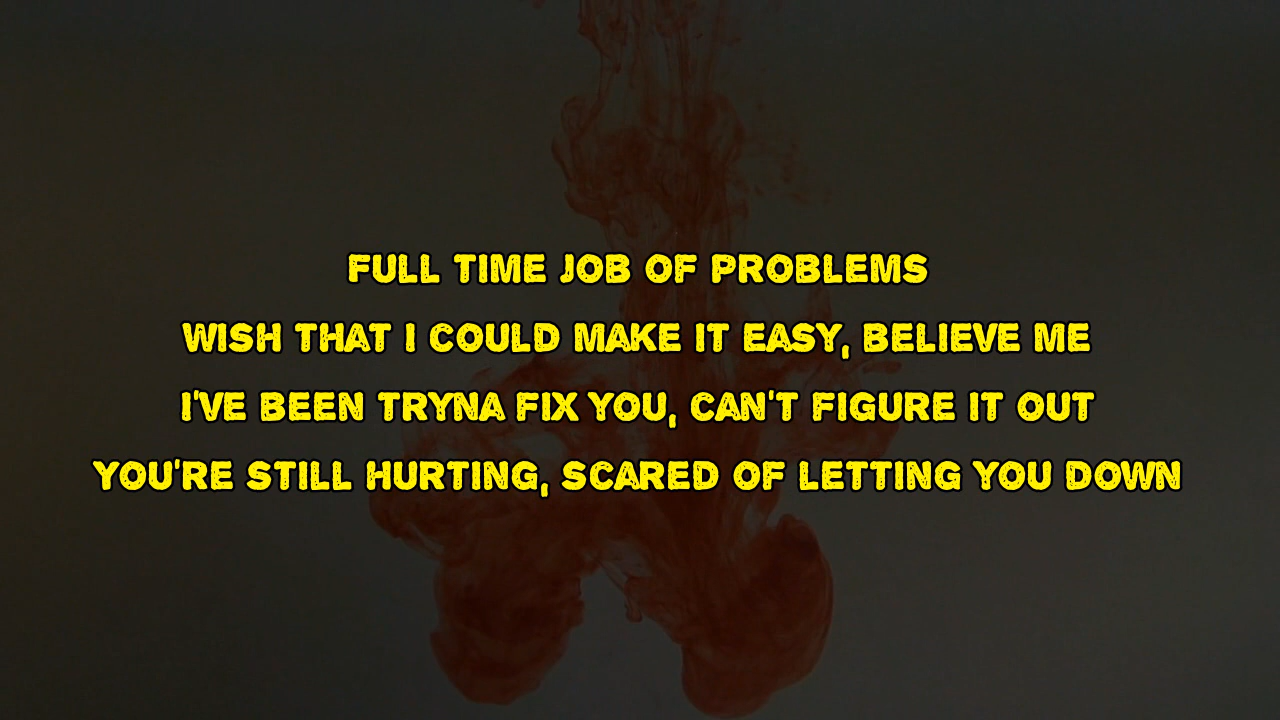 FULL TIME JOB OF PROBLEMS
WISH THAT I COULD MAKE IT EASY, BELIEVE ME
I'VE BEEN TRYNA FIX YOU, CAN'T FIGURE IT OUT
YOU'RE STILL HURTING, SCARED OF LETTING YOU DOWN